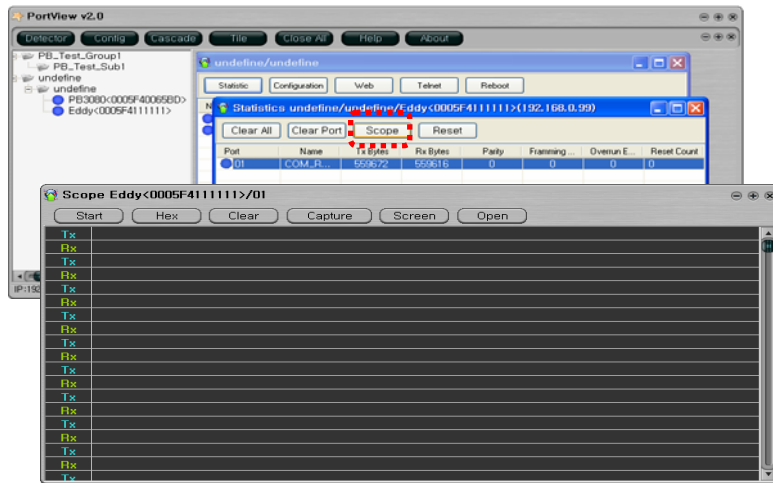 PortView v2.0
Detector Config Cascade Tile Close All Help About
PB_Test_Group1
PB_Test_Sub1
undefine
undefine
PB3080<0005F40065BD>
Eddy<0005F4111111>
undefine/undefine
Statistic Configuration Web Telnet Reboot
N
Statistics undefine/undefine/Eddy<0005F4111111>(192.168.0.99)
Clear All Clear Port Scope Reset
Port Name Tx Bytes Rx Bytes Parity Framming ... Overrun E... Reset Count
01 COM_R... 559672 559616 0 0 0 0
IP:192
Scope Eddy<0005F4111111>/01
Start Hex Clear Capture Screen Open
Tx
Rx
Tx
Rx
Tx
Rx
Tx
Rx
Tx
Rx
Tx
Rx
Tx
Rx
Tx
Rx
Tx
Rx
Tx